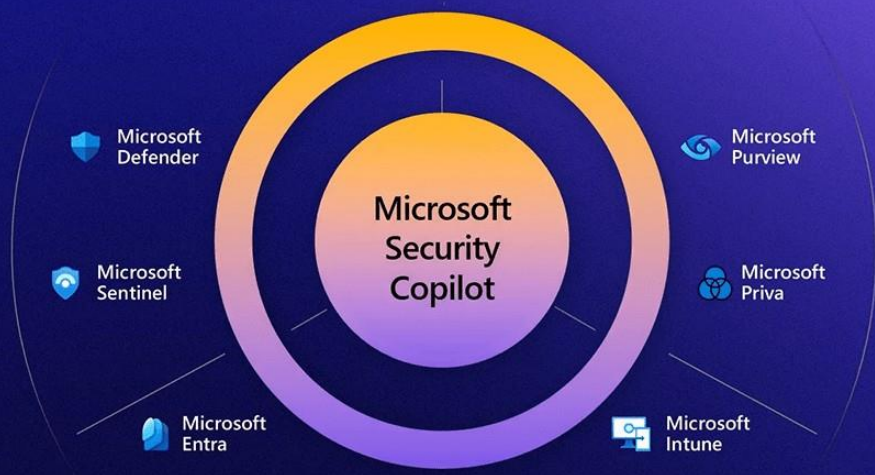 Microsoft
Defender
Microsoft
Purview
Microsoft
Security
Copilot
Microsoft
Sentinel
Microsoft
Priva
Microsoft
Entra
Microsoft
Intune